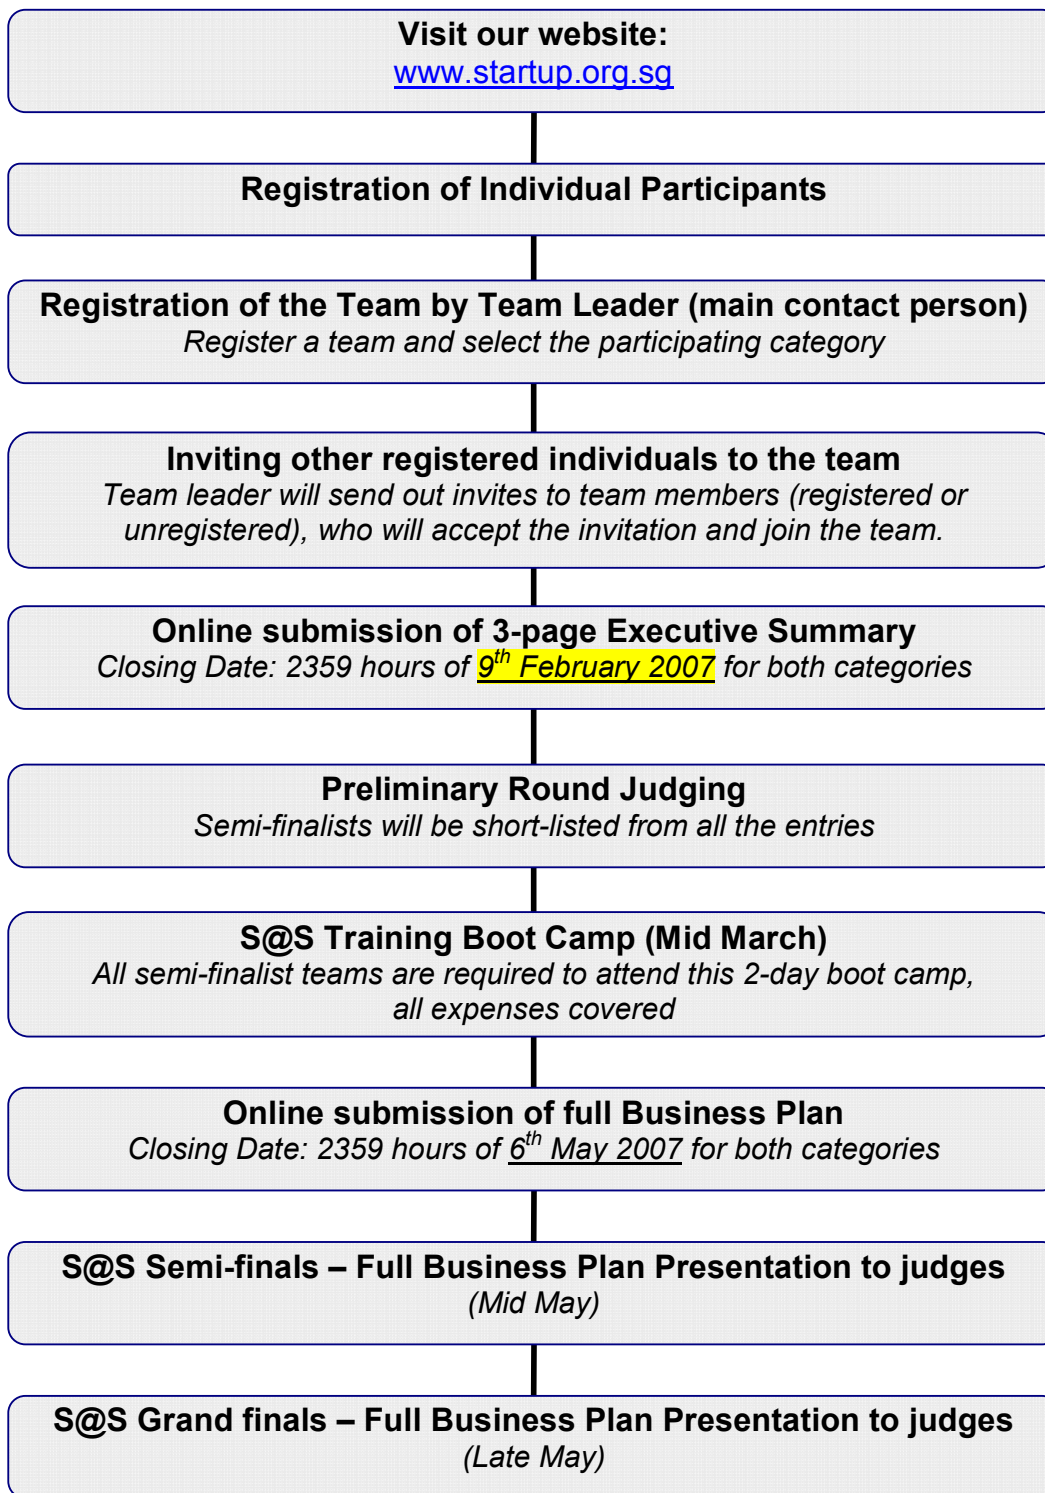 Visit our website:
www.startup.org.sg
Registration of Individual Participants
Registration of the Team by Team Leader (main contact person)
Register a team and select the participating category
Inviting other registered individuals to the team
Team leader will send out invites to team members (registered or
unregistered), who will accept the invitation and join the team.
Online submission of 3-page Executive Summary
Closing Date: 2359 hours of 9th February 2007 for both categories
Preliminary Round Judging
Semi-finalists will be short-listed from all the entries
S@S Training Boot Camp (Mid March)
All semi-finalist teams are required to attend this 2-day boot camp,
all expenses covered
Online submission of full Business Plan
Closing Date: 2359 hours of 6th May 2007 for both categories
S@S Semi-finals – Full Business Plan Presentation to judges
(Mid May)
S@S Grand finals – Full Business Plan Presentation to judges
(Late May)